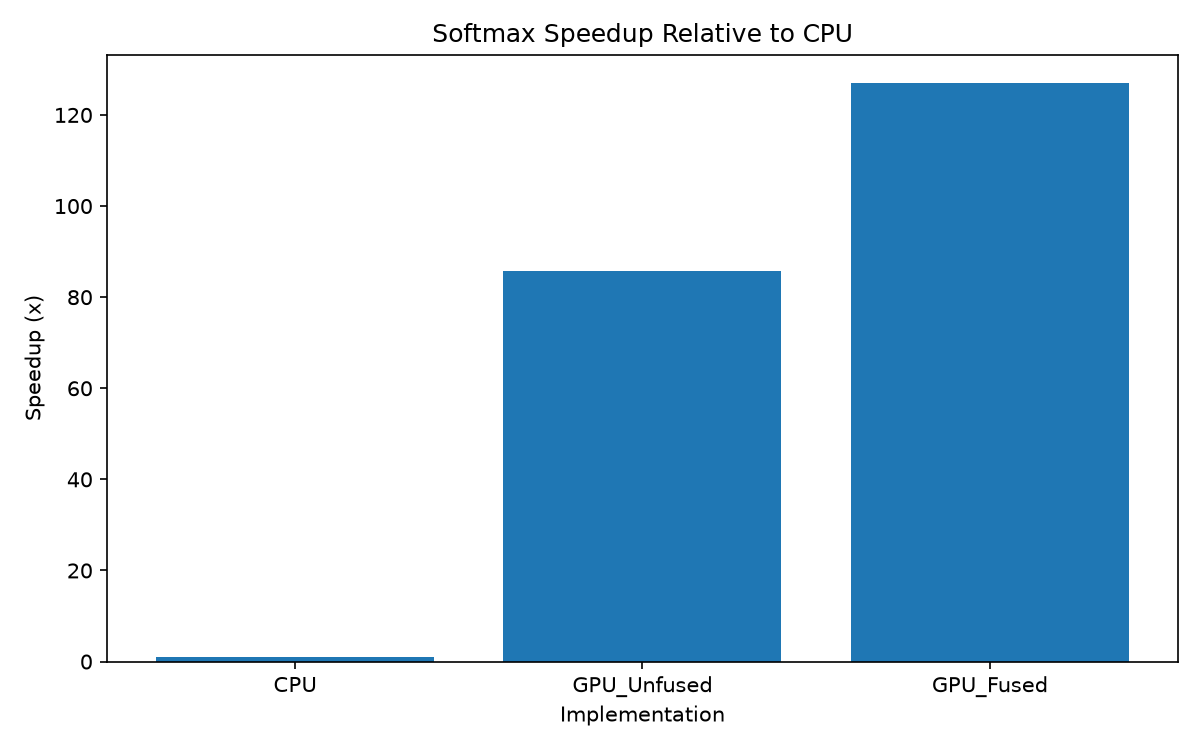 Softmax Speedup Relative to CPU
Speedup (x)
120
100
80
60
40
20
0
CPU
GPU_Unfused
GPU_Fused
Implementation